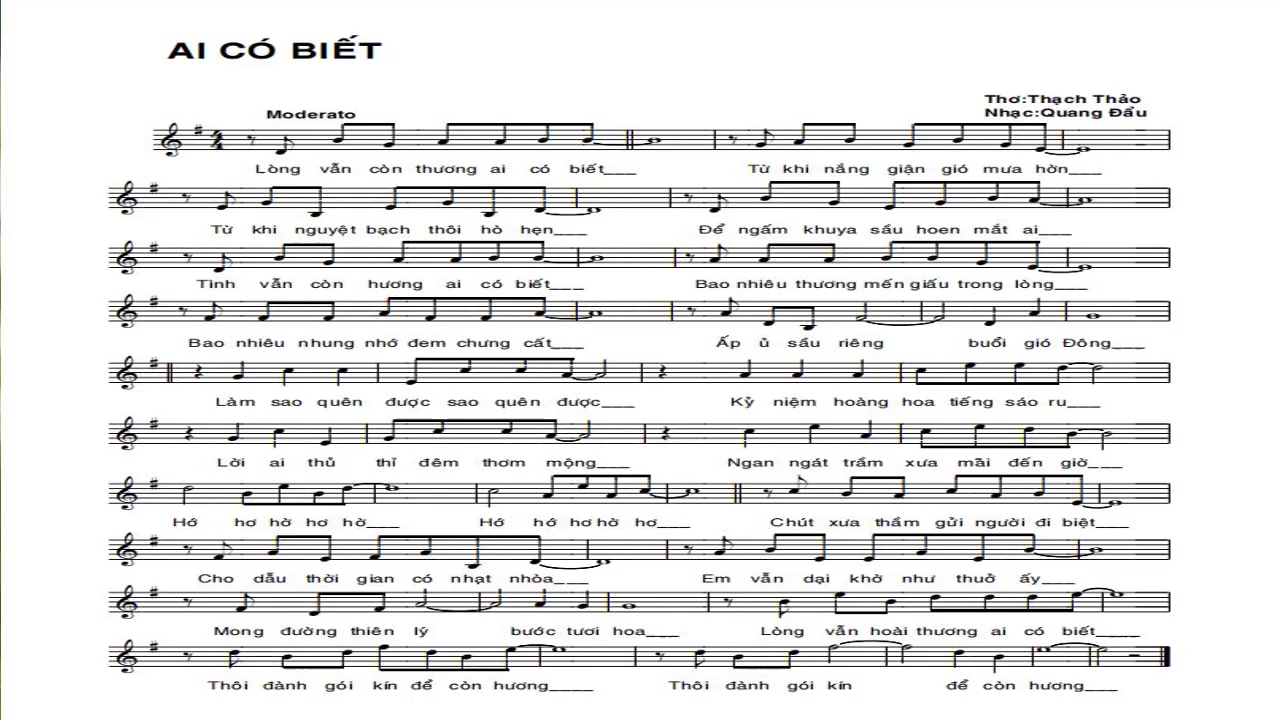 AI CÓ BIẾT
Thơ:Thạch Thảo
Moderato
Nhạc:Quang Đẩu
Lòng vẫn còn thương ai có biết___ Từ khi nắng giận gió mưa hờn___
Từ khi nguyệt bạch thôi hò hẹn___ Để ngấm khuya sầu hoen mắt ai___
Tình vẫn còn hương ai có biết___ Bao nhiêu thương mến giấu trong lòng___
Bao nhiêu nhung nhớ đem chưng cất___ Ấp ủ sầu riêng buổi gió Đông___
Làm sao quên được sao quên được___ Kỷ niệm hoàng hoa tiếng sáo ru___
Lời ai thủ thỉ đêm thơm mộng___ Ngan ngát trầm xưa mãi đến giờ___
Hớ hơ hờ hơ hờ___ Hớ hớ hơ hờ hơ___ Chút xưa thầm gửi người đi biệt___
Cho dẫu thời gian có nhạt nhòa___ Em vẫn dại khờ như thuở ấy___
Mong đường thiên lý bước tươi hoa___ Lòng vẫn hoài thương ai có biết____
Thôi đành gói kín để còn hương____ Thôi đành gói kín để còn hương___